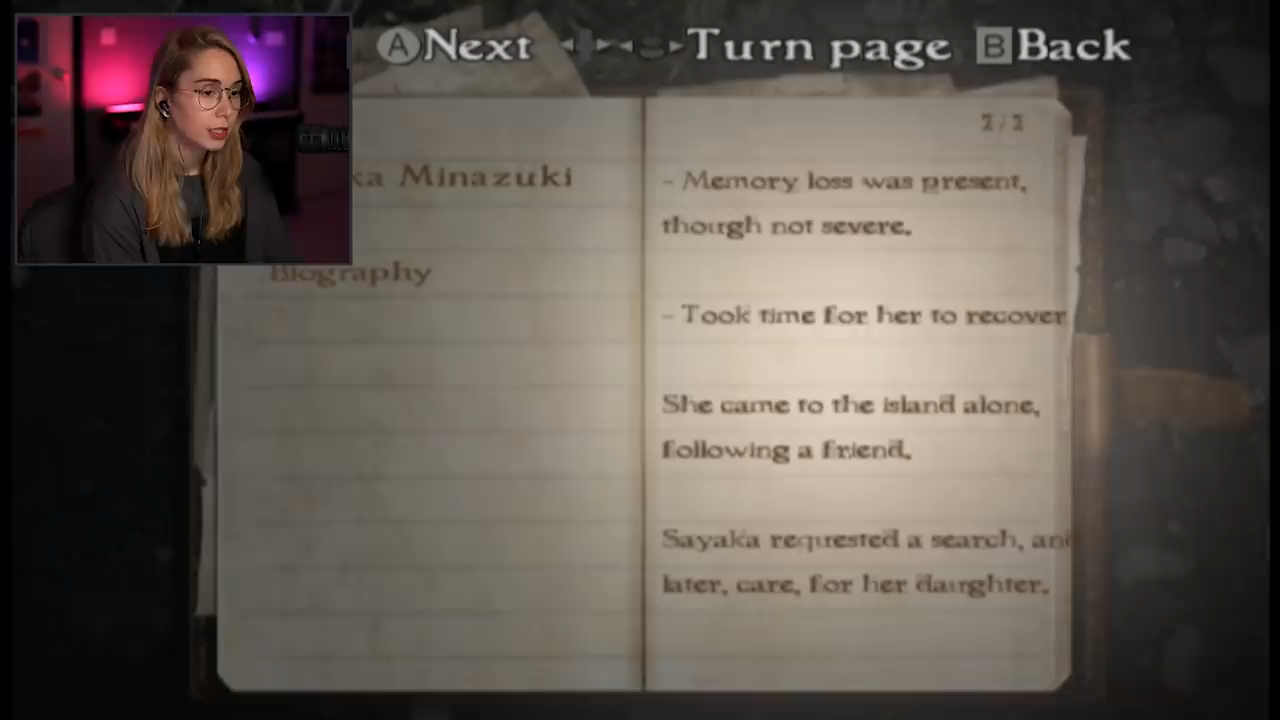 A Next Turn page B Back
ka Minazuki
Biography
2/2
- Memory loss was present,
though not severe.
- Took time for her to recover
She came to the island alone,
following a friend.
Sayaka requested a search, and
later, care, for her daughter.